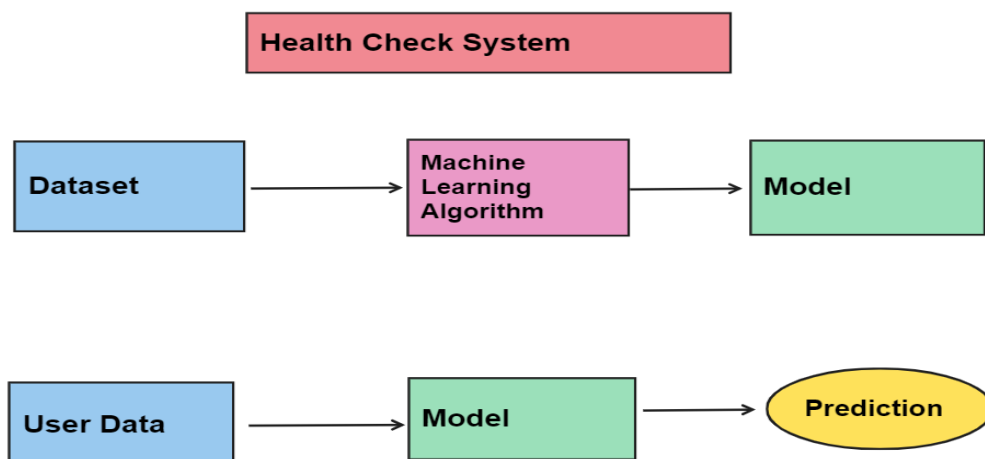 Health Check System
Dataset
Machine
Learning
Algorithm
Model
User Data
Model
Prediction